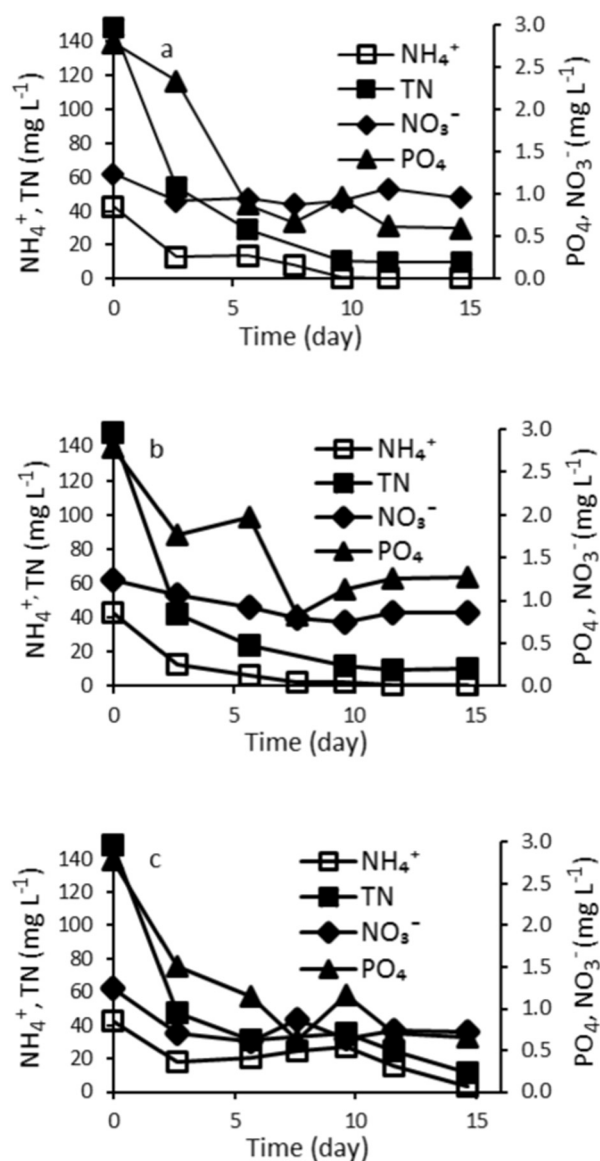 a
NH₄⁺
TN
NO₃⁻
PO₄
NH₄⁺, TN (mg L⁻¹)
140
120
100
80
60
40
20
0
3.0
2.5
2.0
1.5
1.0
0.5
0.0
PO₄, NO₃⁻ (mg L⁻¹)
0 5 10 15
Time (day)
b
NH₄⁺
TN
NO₃⁻
PO₄
NH₄⁺, TN (mg L⁻¹)
140
120
100
80
60
40
20
0
3.0
2.5
2.0
1.5
1.0
0.5
0.0
PO₄, NO₃⁻ (mg L⁻¹)
0 5 10 15
Time (day)
c
NH₄⁺
TN
NO₃⁻
PO₄
NH₄⁺, TN (mg L⁻¹)
140
120
100
80
60
40
20
0
3.0
2.5
2.0
1.5
1.0
0.5
0.0
PO₄, NO₃⁻ (mg L⁻¹)
0 5 10 15
Time (day)